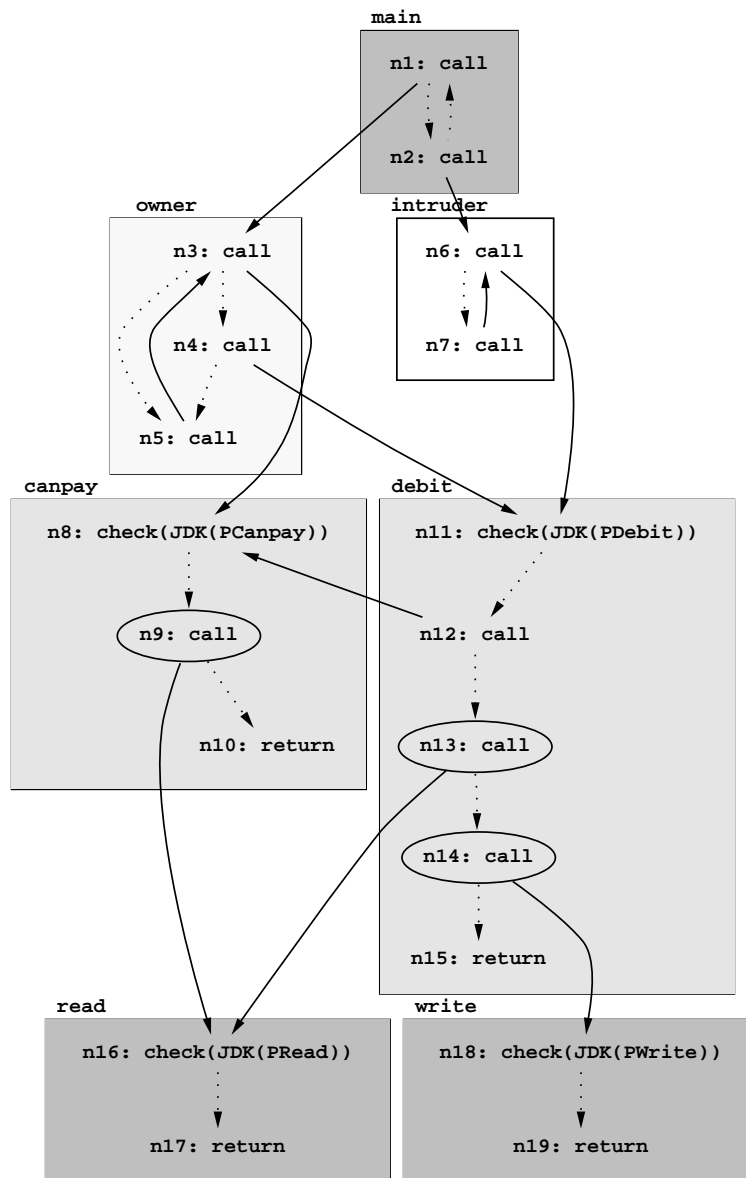 main
n1: call
n2: call
owner
intruder
n3: call
n6: call
n4: call
n7: call
n5: call
canpay
debit
n8: check(JDK(PCanpay))
n11: check(JDK(PDebit))
n9: call
n12: call
n10: return
n13: call
n14: call
n15: return
read
write
n16: check(JDK(PRead))
n18: check(JDK(PWrite))
n17: return
n19: return